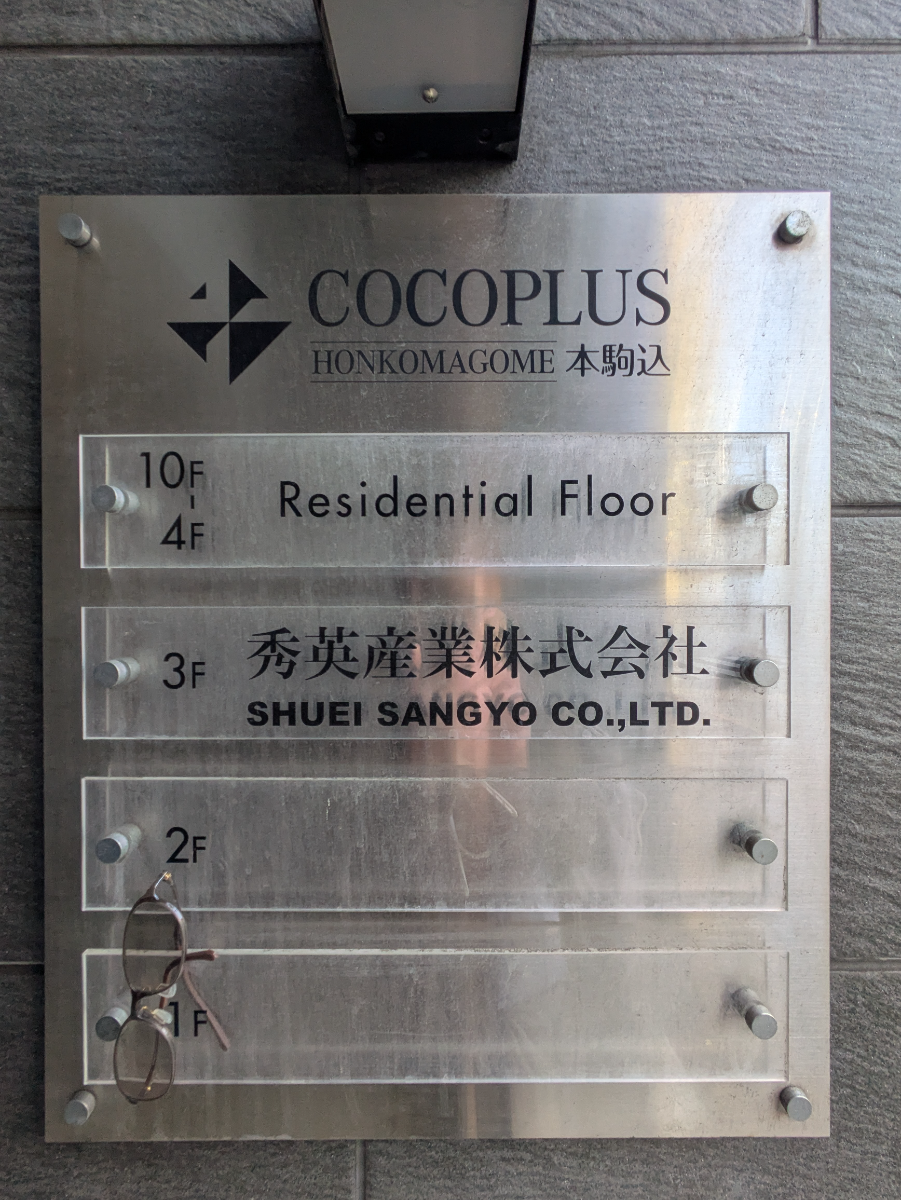 COCOPLUS
HONKOMAGOME 本駒込
10F
-
4F
Residential Floor
3F
秀英産業株式会社
SHUEI SANGYO CO.,LTD.
2F
1F